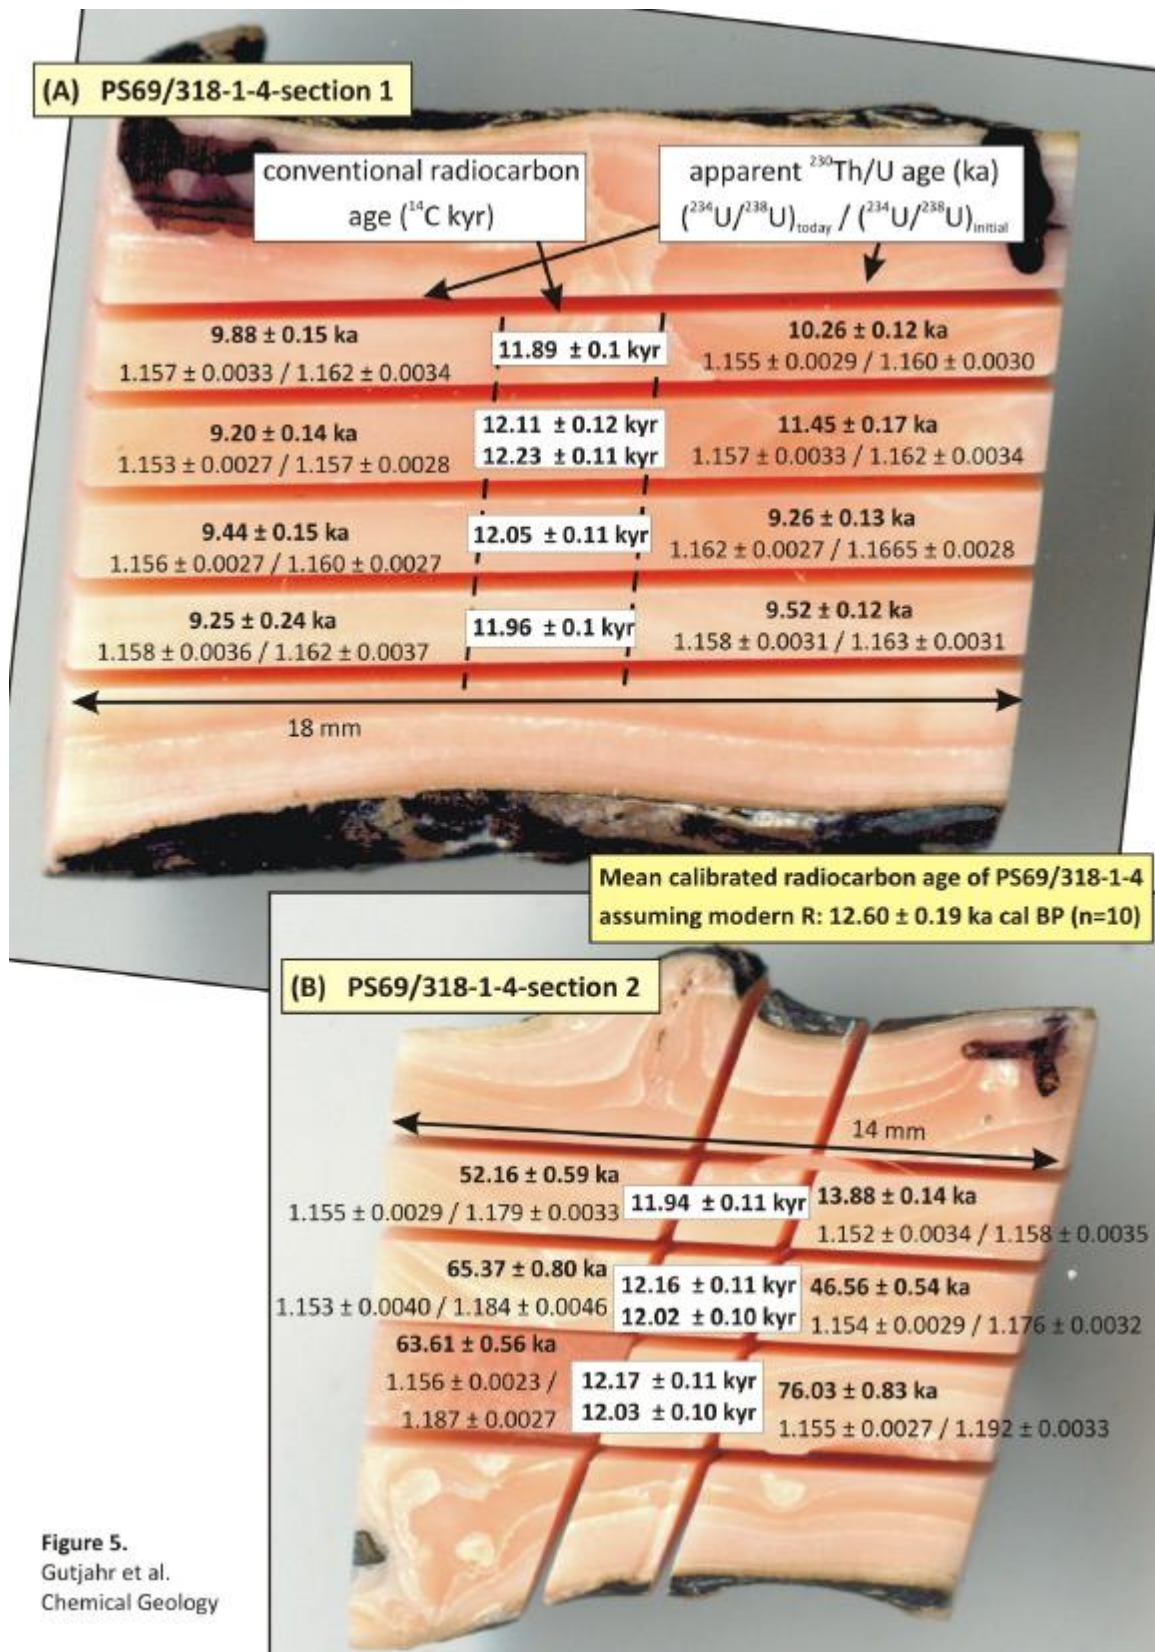 (A) PS69/318-1-4-section 1
conventional radiocarbon
age (¹⁴C kyr)
apparent ²³⁰Th/U age (ka)
(²³⁴U/²³⁸U)today / (²³⁴U/²³⁸U)initial
9.88 ± 0.15 ka
1.157 ± 0.0033 / 1.162 ± 0.0034
11.89 ± 0.1 kyr
10.26 ± 0.12 ka
1.155 ± 0.0029 / 1.160 ± 0.0030
9.20 ± 0.14 ka
1.153 ± 0.0027 / 1.157 ± 0.0028
12.11 ± 0.12 kyr
12.23 ± 0.11 kyr
11.45 ± 0.17 ka
1.157 ± 0.0033 / 1.162 ± 0.0034
9.44 ± 0.15 ka
1.156 ± 0.0027 / 1.160 ± 0.0027
12.05 ± 0.11 kyr
9.26 ± 0.13 ka
1.162 ± 0.0027 / 1.1665 ± 0.0028
9.25 ± 0.24 ka
1.158 ± 0.0036 / 1.162 ± 0.0037
11.96 ± 0.1 kyr
9.52 ± 0.12 ka
1.158 ± 0.0031 / 1.163 ± 0.0031
18 mm
Mean calibrated radiocarbon age of PS69/318-1-4
assuming modern R: 12.60 ± 0.19 ka cal BP (n=10)
(B) PS69/318-1-4-section 2
14 mm
52.16 ± 0.59 ka
1.155 ± 0.0029 / 1.179 ± 0.0033
11.94 ± 0.11 kyr
13.88 ± 0.14 ka
1.152 ± 0.0034 / 1.158 ± 0.0035
65.37 ± 0.80 ka
1.153 ± 0.0040 / 1.184 ± 0.0046
12.16 ± 0.11 kyr
12.02 ± 0.10 kyr
46.56 ± 0.54 ka
1.154 ± 0.0029 / 1.176 ± 0.0032
63.61 ± 0.56 ka
1.156 ± 0.0023 /
1.187 ± 0.0027
12.17 ± 0.11 kyr
12.03 ± 0.10 kyr
76.03 ± 0.83 ka
1.155 ± 0.0027 / 1.192 ± 0.0033
Figure 5.
Gutjahr et al.
Chemical Geology